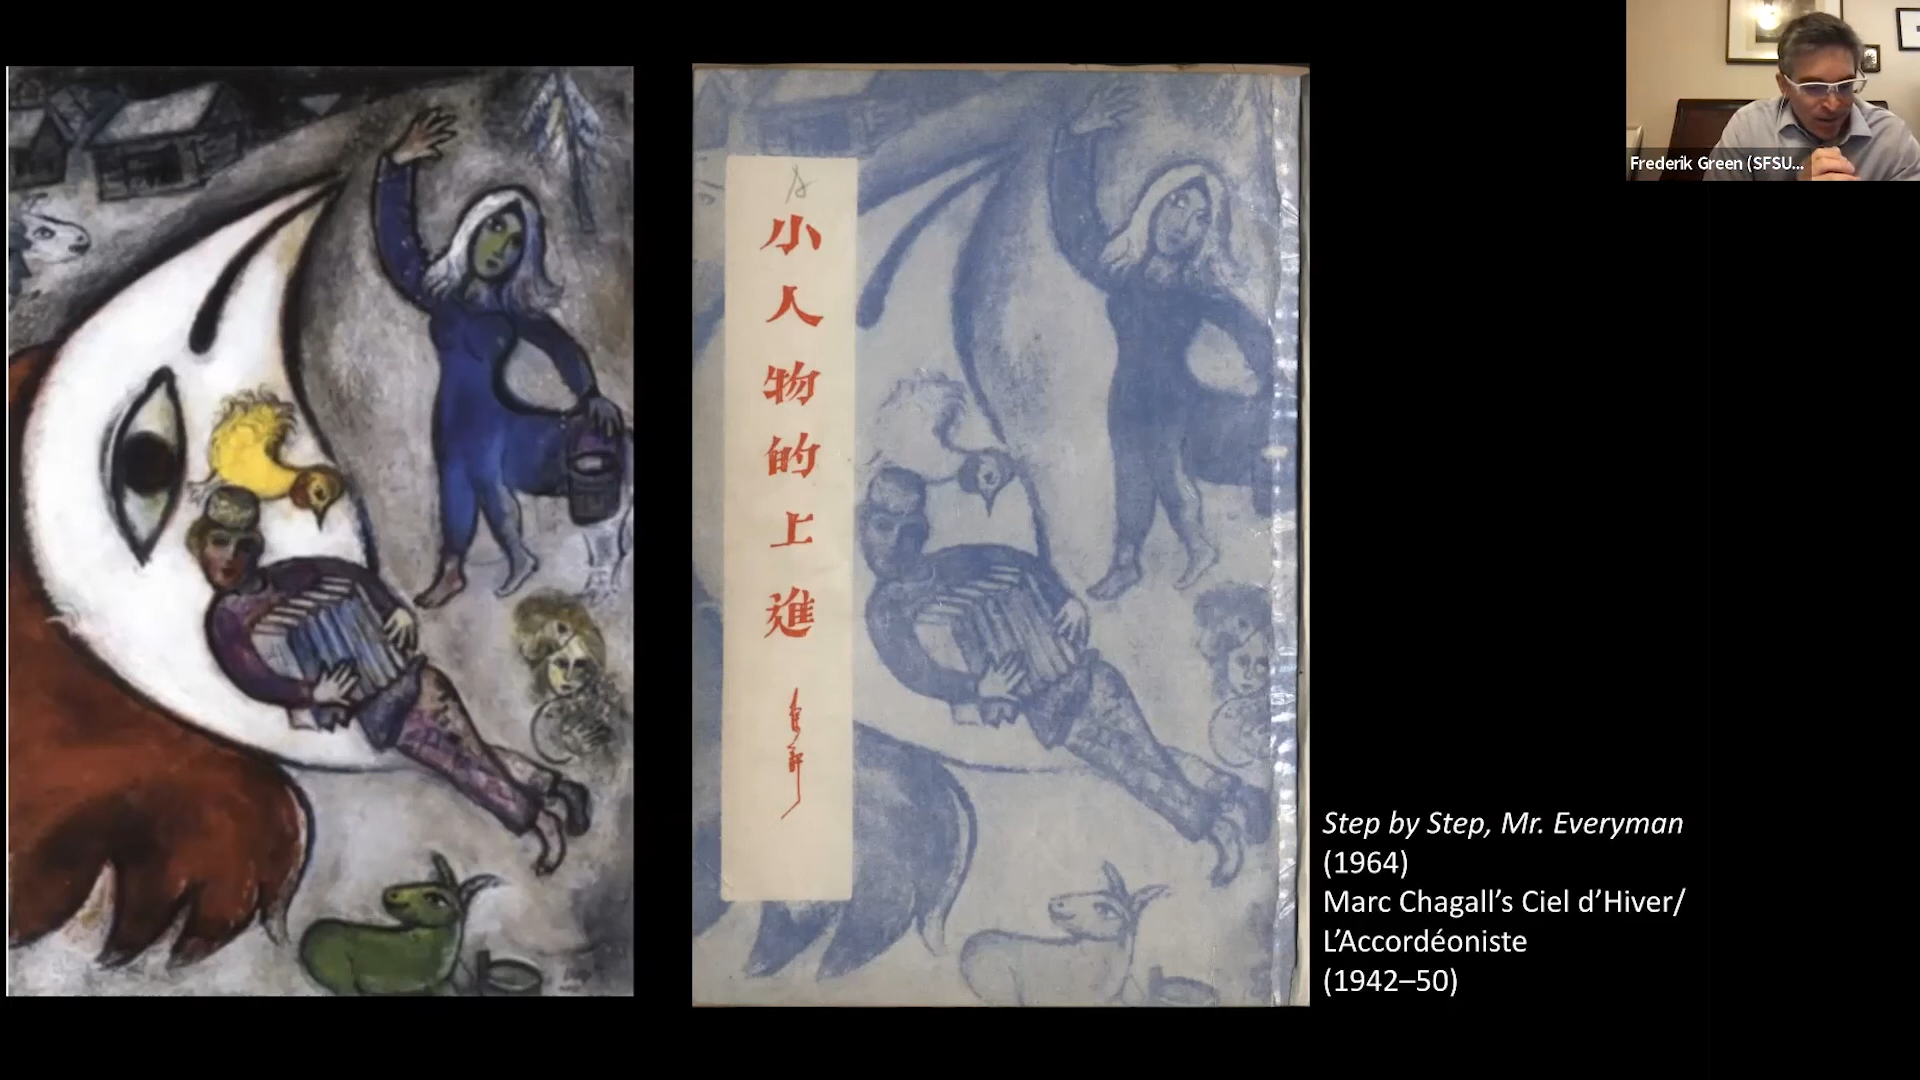 小人物的上進
Frederik Green (SFSU...
Step by Step, Mr. Everyman
(1964)
Marc Chagall's Ciel d'Hiver/
L'Accordéoniste
(1942–50)